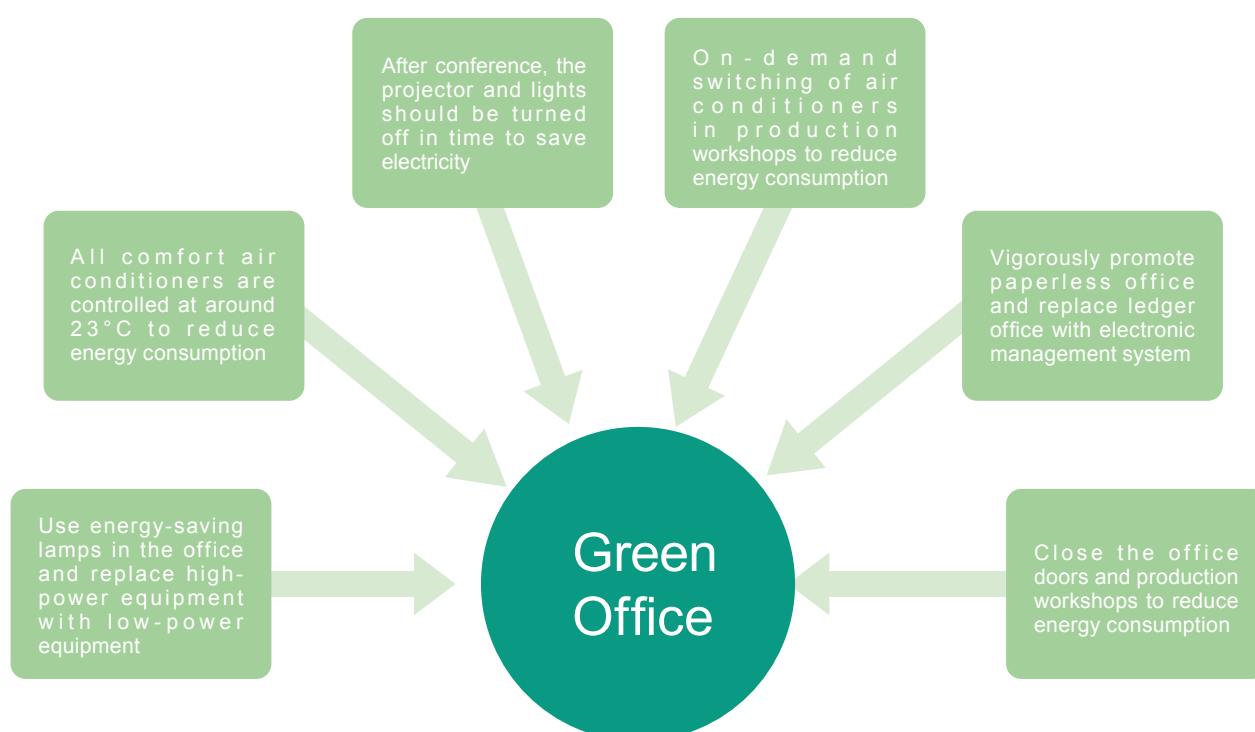 After conference, the
projector and lights
should be turned
off in time to save
electricity
On-demand
switching of air
conditioners
in production
workshops to reduce
energy consumption
All comfort air
conditioners are
controlled at around
23°C to reduce
energy consumption
Vigorously promote
paperless office
and replace ledger
office with electronic
management system
Use energy-saving
lamps in the office
and replace high-
power equipment
with low-power
equipment
Green
Office
Close the office
doors and production
workshops to reduce
energy consumption